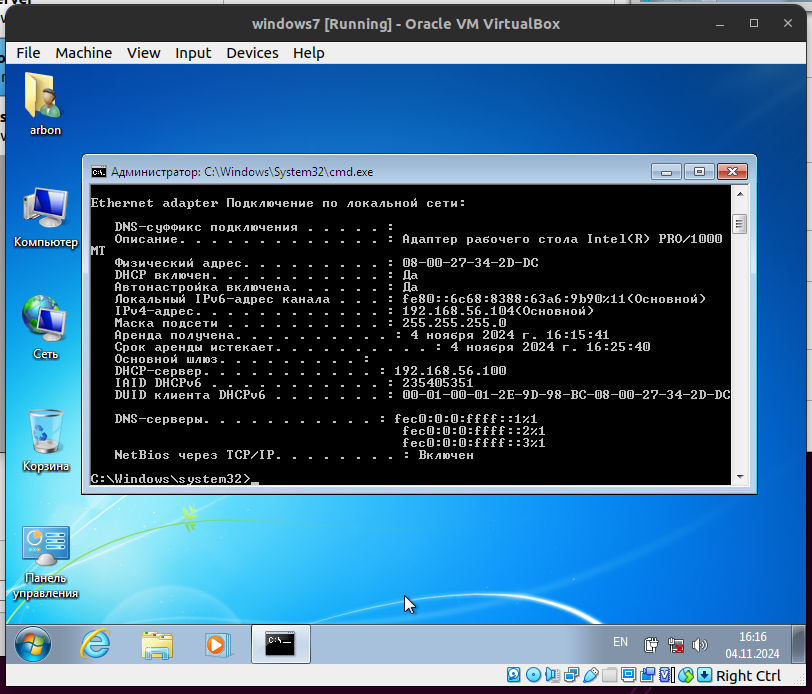 windows7 [Running] - Oracle VM VirtualBox
File Machine View Input Devices Help
arbon
Компьютер
Сеть
Корзина
Панель
управления
Администратор: C:\Windows\System32\cmd.exe
Ethernet adapter Подключение по локальной сети:
DNS-суффикс подключения . . . . . :
Описание. . . . . . . . . . . . . : Адаптер рабочего стола Intel(R) PRO/1000
MT
Физический адрес. . . . . . . . . : 08-00-27-34-2D-DC
DHCP включен. . . . . . . . . . . : Да
Автонастройка включена. . . . . . : Да
Локальный IPv6-адрес канала . . . : fe80::6c68:8388:63a6:9b90%11(Основной)
IPv4-адрес. . . . . . . . . . . . : 192.168.56.104(Основной)
Маска подсети . . . . . . . . . . : 255.255.255.0
Аренда получена. . . . . . . . . . : 4 ноября 2024 г. 16:15:41
Срок аренды истекает. . . . . . . . . . : 4 ноября 2024 г. 16:25:40
Основной шлюз. . . . . . . . . :
DHCP-сервер. . . . . . . . . . . : 192.168.56.100
IAID DHCPv6 . . . . . . . . . . . : 235405351
DUID клиента DHCPv6 . . . . . . . : 00-01-00-01-2E-9D-98-BC-08-00-27-34-2D-DC
DNS-серверы. . . . . . . . . . . : fec0:0:0:ffff::1%1
fec0:0:0:ffff::2%1
fec0:0:0:ffff::3%1
NetBios через TCP/IP. . . . . . . . : Включен
C:\Windows\system32>_
EN
16:16
04.11.2024
Right Ctrl